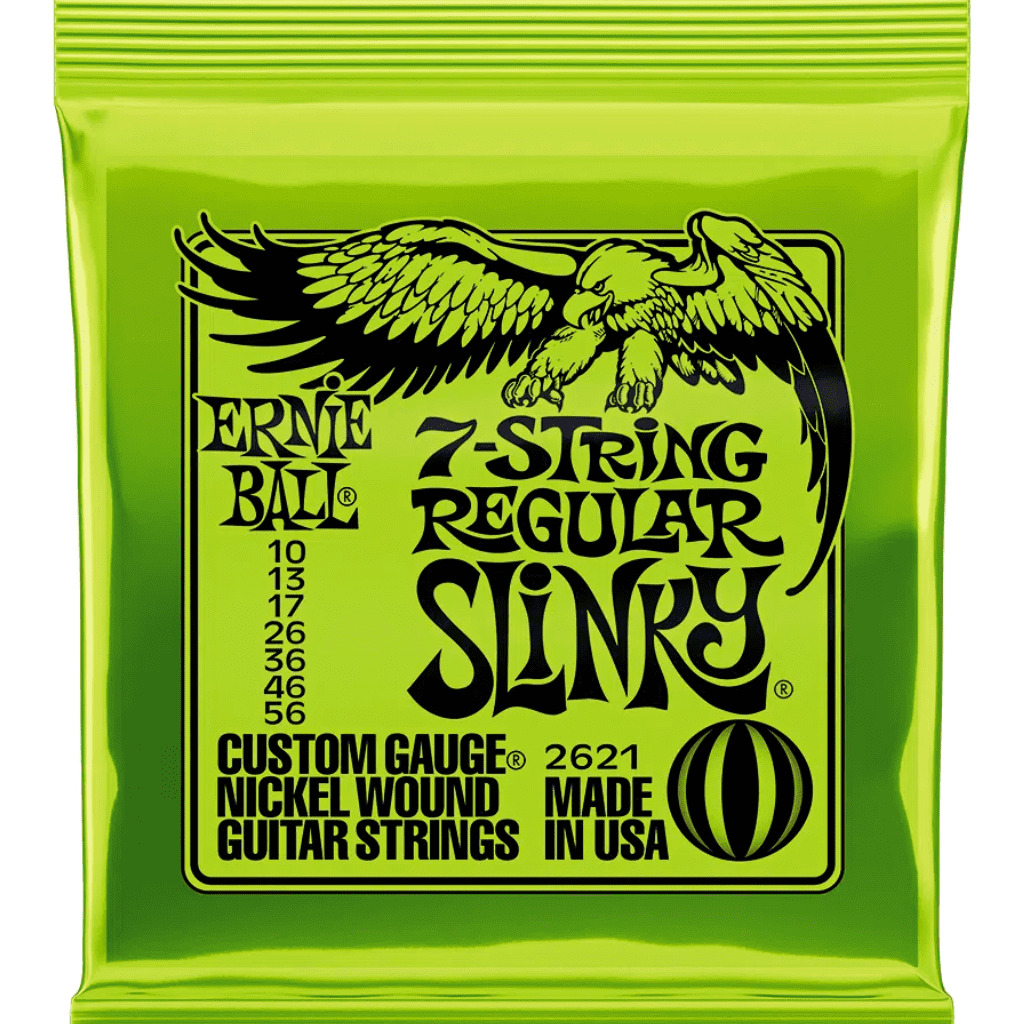 ERNIE
BALL®
10
13
17
26
36
46
56
7-STRING
REGULAR
SLINKY®
CUSTOM GAUGE®
NICKEL WOUND
GUITAR STRINGS
2621
MADE
IN USA